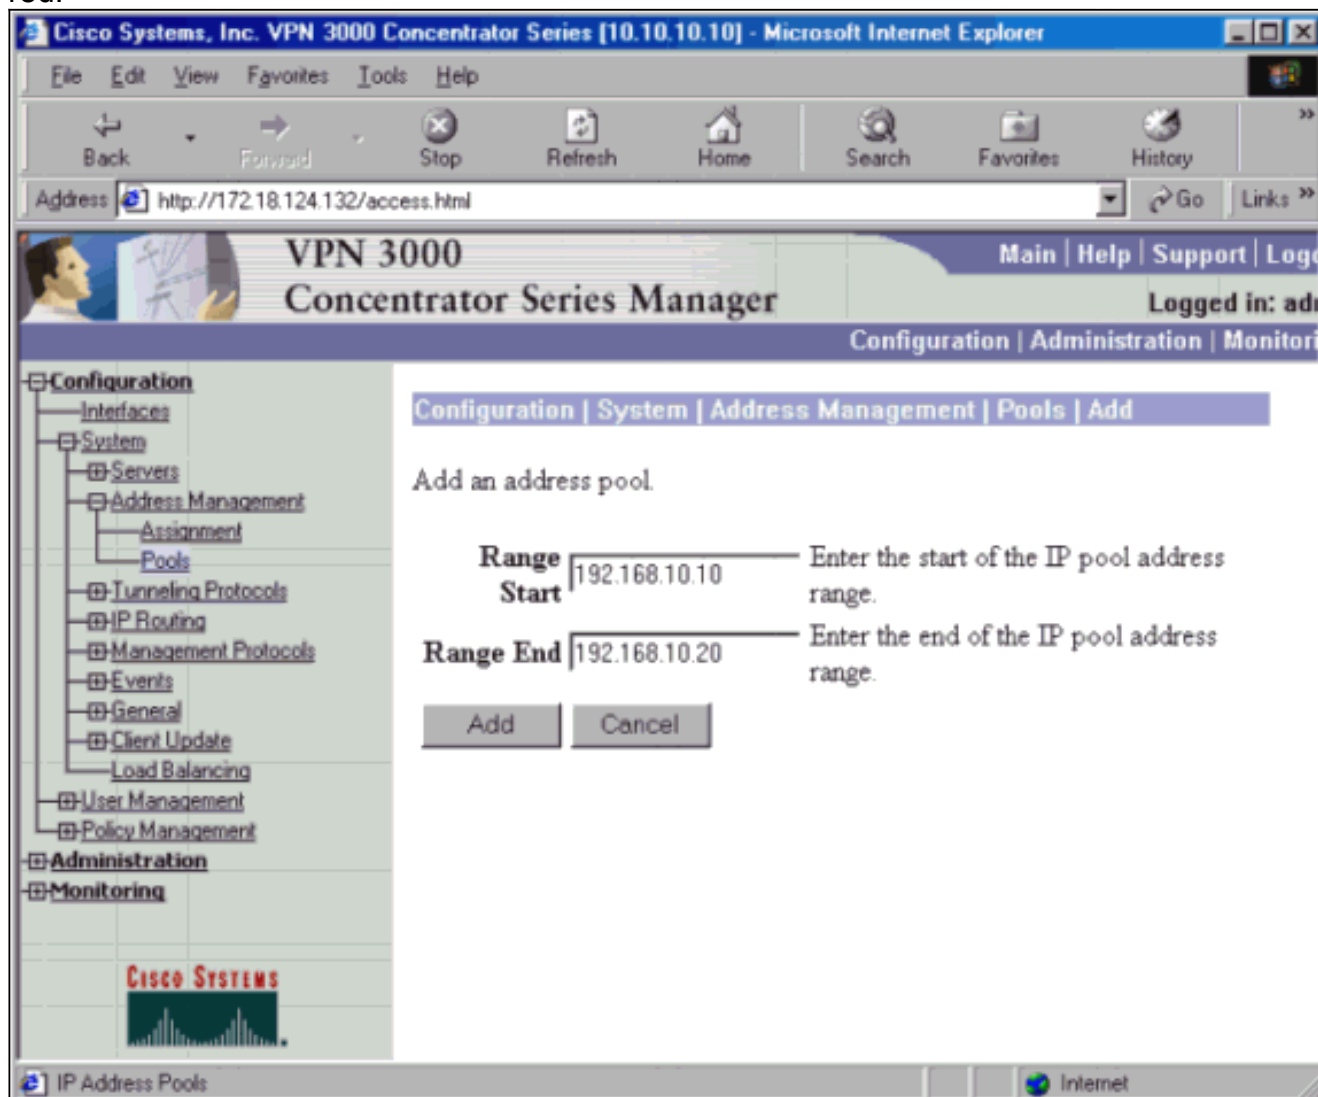 Cisco Systems, Inc. VPN 3000 Concentrator Series [10.10.10.10] - Microsoft Internet Explorer
File Edit View Favorites Tools Help
Back Forward Stop Refresh Home Search Favorites History »
Address http://172.18.124.132/access.html Go Links »
VPN 3000
Concentrator Series Manager
Main | Help | Support | Logo
Logged in: adm
Configuration | Administration | Monitori
Configuration
Interfaces
System
Servers
Address Management
Assignment
Pools
Tunneling Protocols
IP Routing
Management Protocols
Events
General
Client Update
Load Balancing
User Management
Policy Management
Administration
Monitoring
CISCO SYSTEMS
Configuration | System | Address Management | Pools | Add
Add an address pool.
Range Start 192.168.10.10 Enter the start of the IP pool address range.
Range End 192.168.10.20 Enter the end of the IP pool address range.
Add Cancel
IP Address Pools Internet